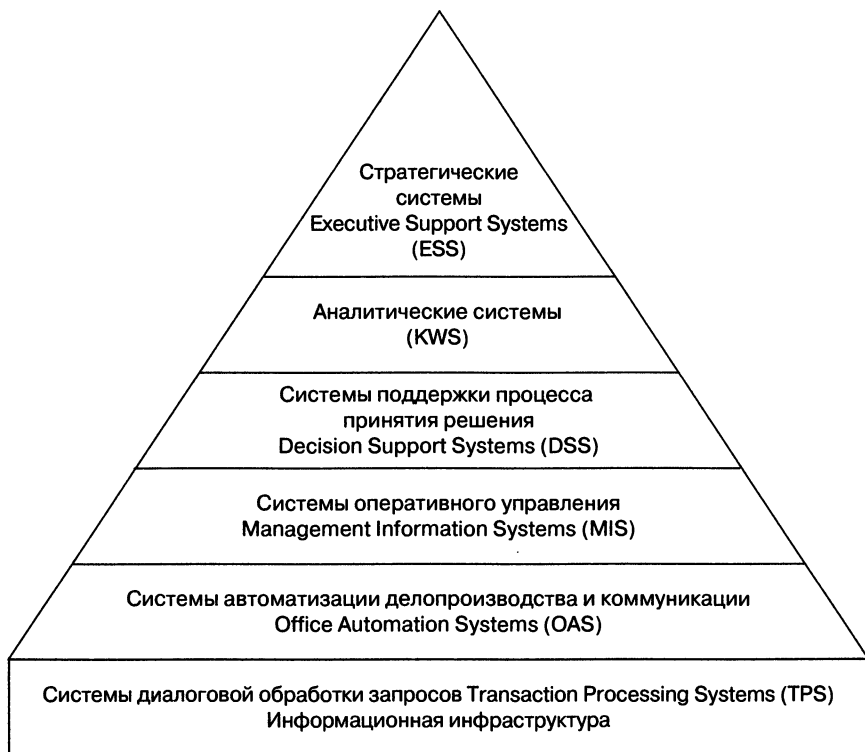 Стратегические
системы
Executive Support Systems
(ESS)
Аналитические системы
(KWS)
Системы поддержки процесса
принятия решения
Decision Support Systems (DSS)
Системы оперативного управления
Management Information Systems (MIS)
Системы автоматизации делопроизводства и коммуникации
Office Automation Systems (OAS)
Системы диалоговой обработки запросов Transaction Processing Systems (TPS)
Информационная инфраструктура